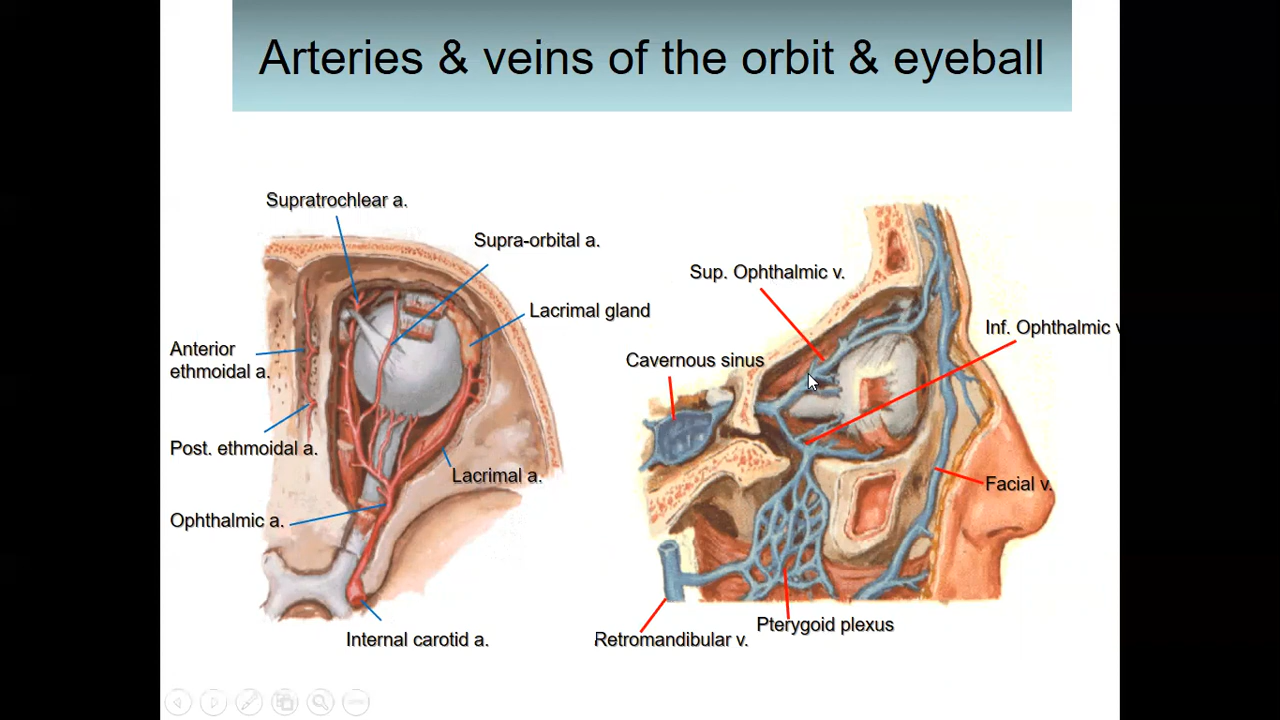 Arteries & veins of the orbit & eyeball
Supratrochlear a.
Supra-orbital a.
Lacrimal gland
Anterior
ethmoidal a.
Post. ethmoidal a.
Lacrimal a.
Ophthalmic a.
Internal carotid a.
Sup. Ophthalmic v.
Inf. Ophthalmic v
Cavernous sinus
Facial v.
Pterygoid plexus
Retromandibular v.